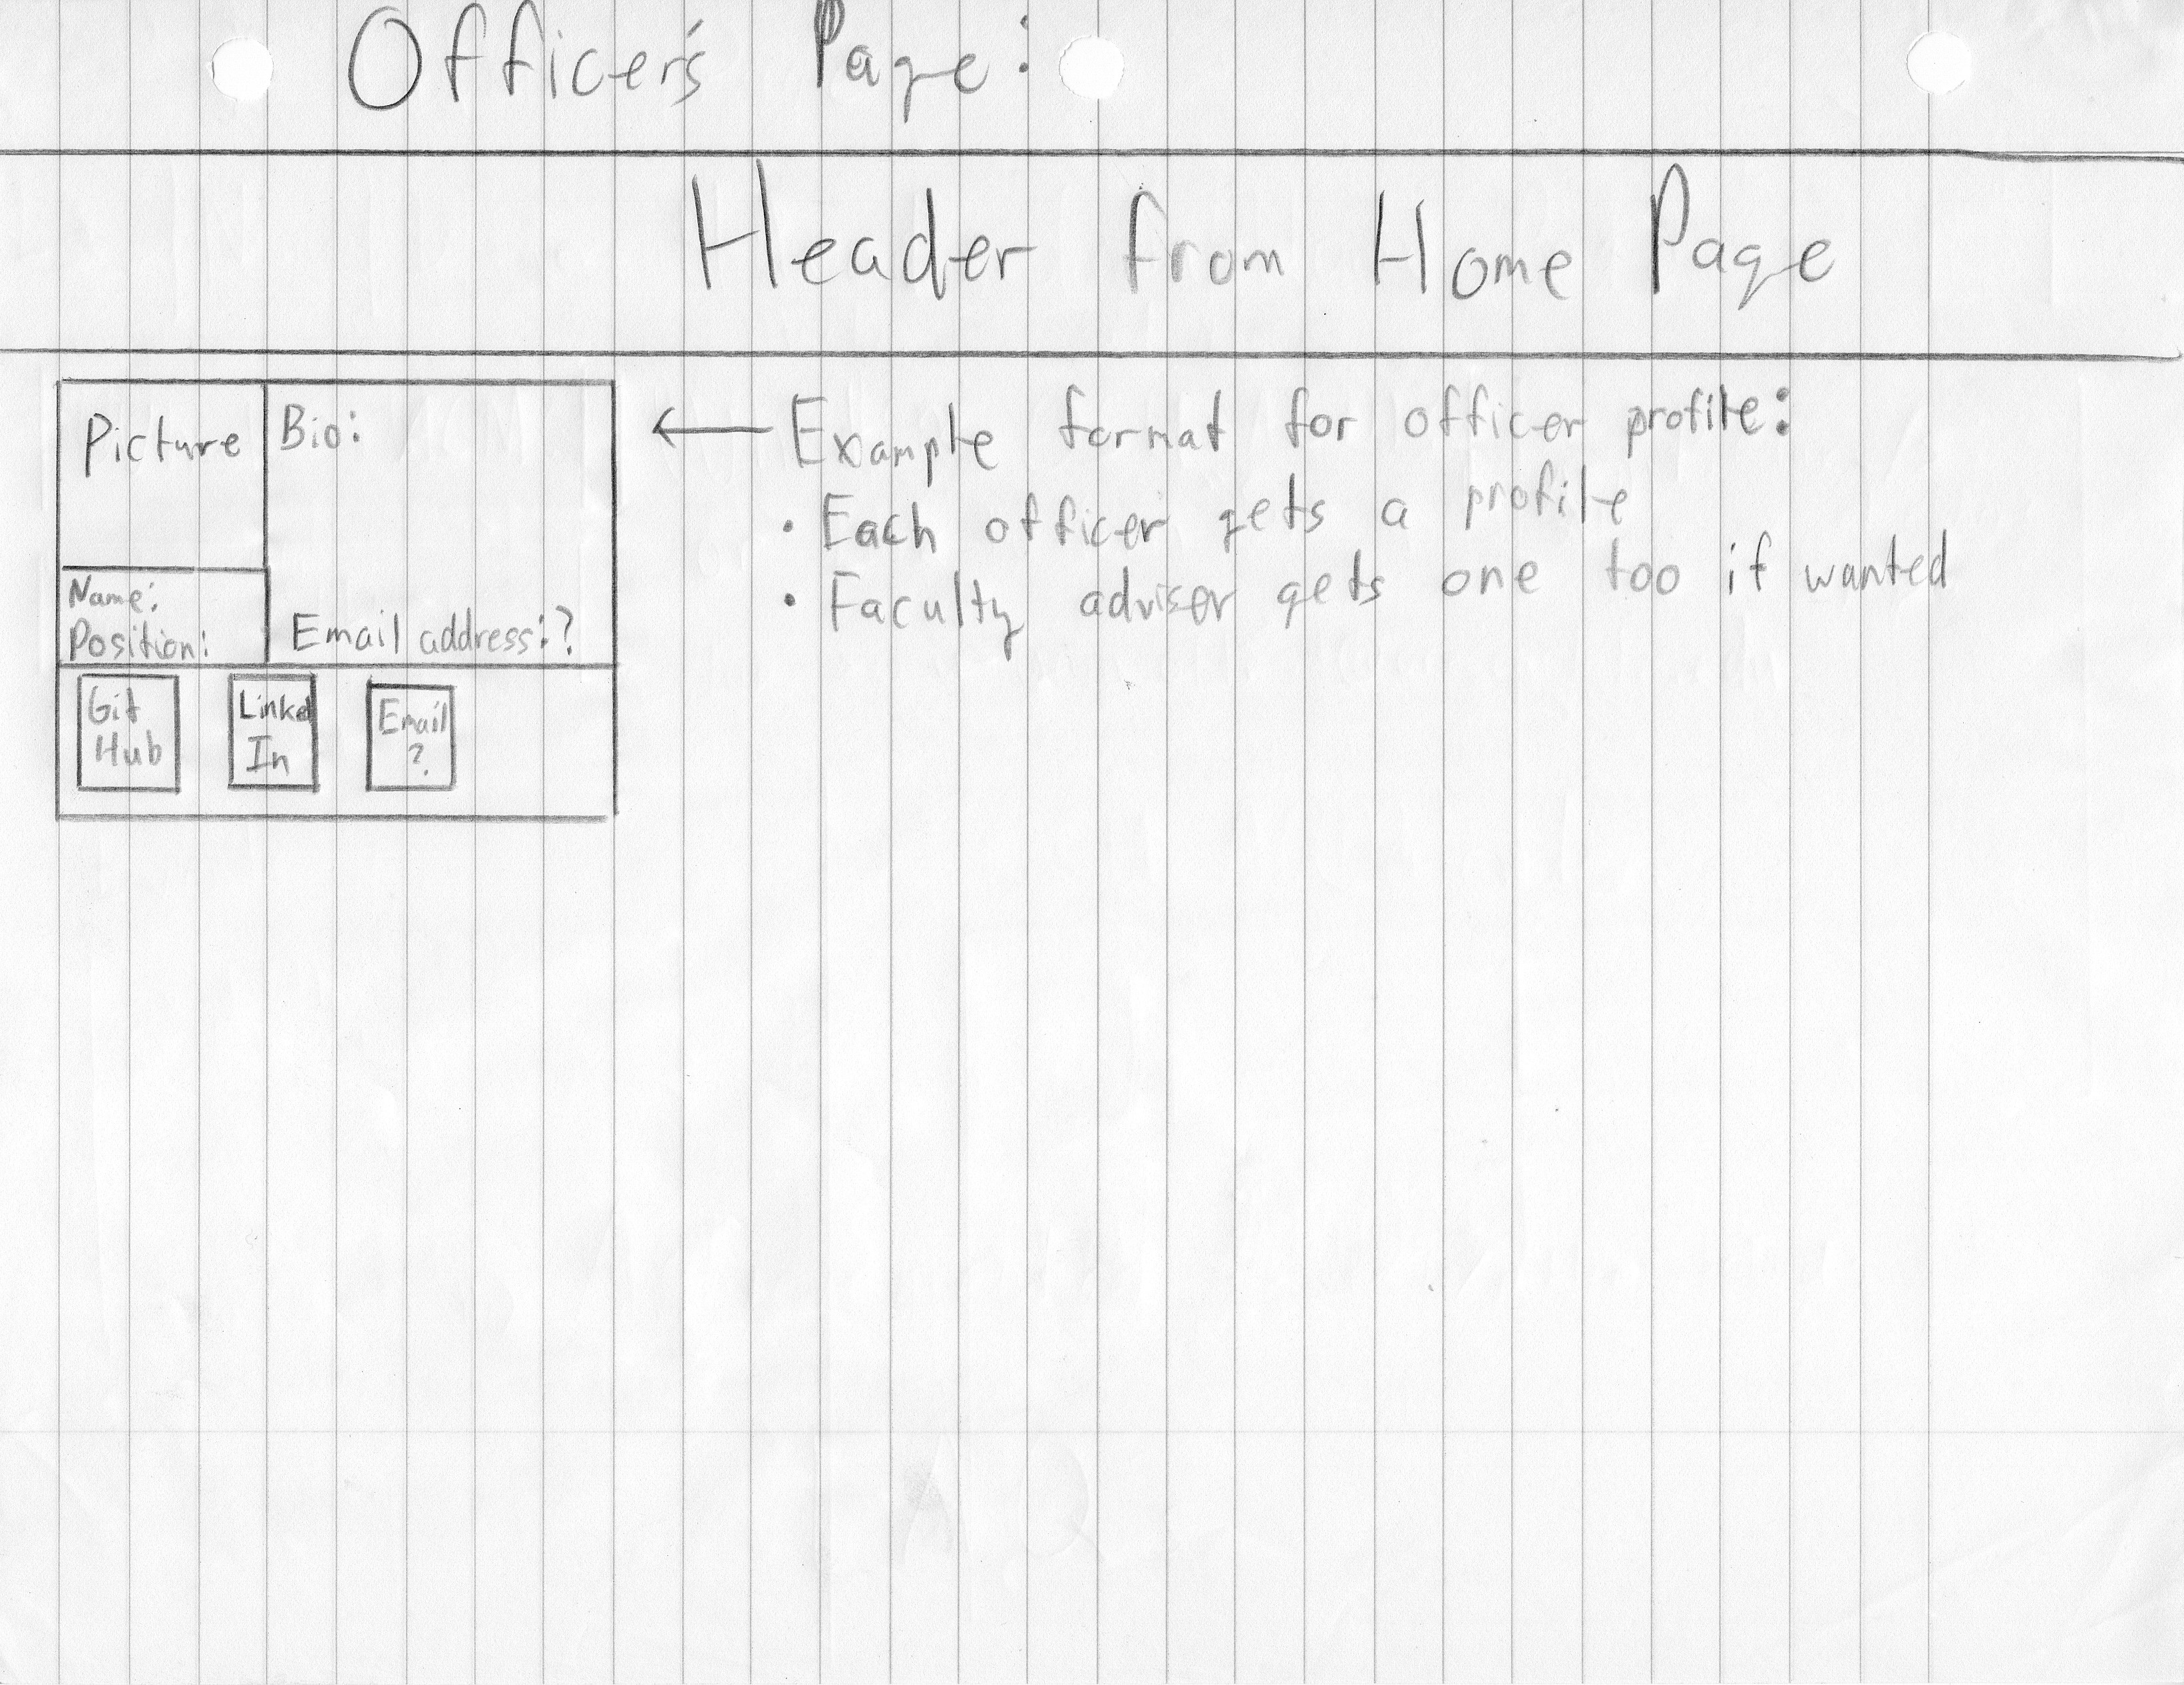 Officer's Page:
Header from Home Page
Picture
Bio:
Name:
Position:
Email address:?
Git
Hub
Linked
In
Email
?
← Example format for officer profile:
• Each officer gets a profile
• Faculty adviser gets one too if wanted